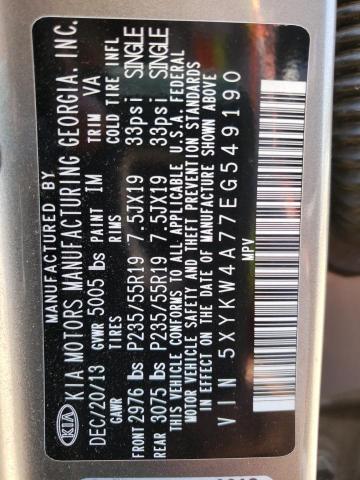 KIA
MANUFACTURED BY
KIA MOTORS MANUFACTURING GEORGIA, INC.
DEC/20/13 GVWR 5005 lbs PAINT IM TRIM VA
GAWR TIRES RIMS COLD TIRE INFL
FRONT 2976 lbs P235/55R19 7.5JX19 33psi SINGLE
REAR 3075 lbs P235/55R19 7.5JX19 33psi SINGLE
THIS VEHICLE CONFORMS TO ALL APPLICABLE U.S.A. FEDERAL
MOTOR VEHICLE SAFETY AND THEFT PREVENTION STANDARDS
IN EFFECT ON THE DATE OF MANUFACTURE SHOWN ABOVE
VIN 5XYKW4A77EG549190
MPV